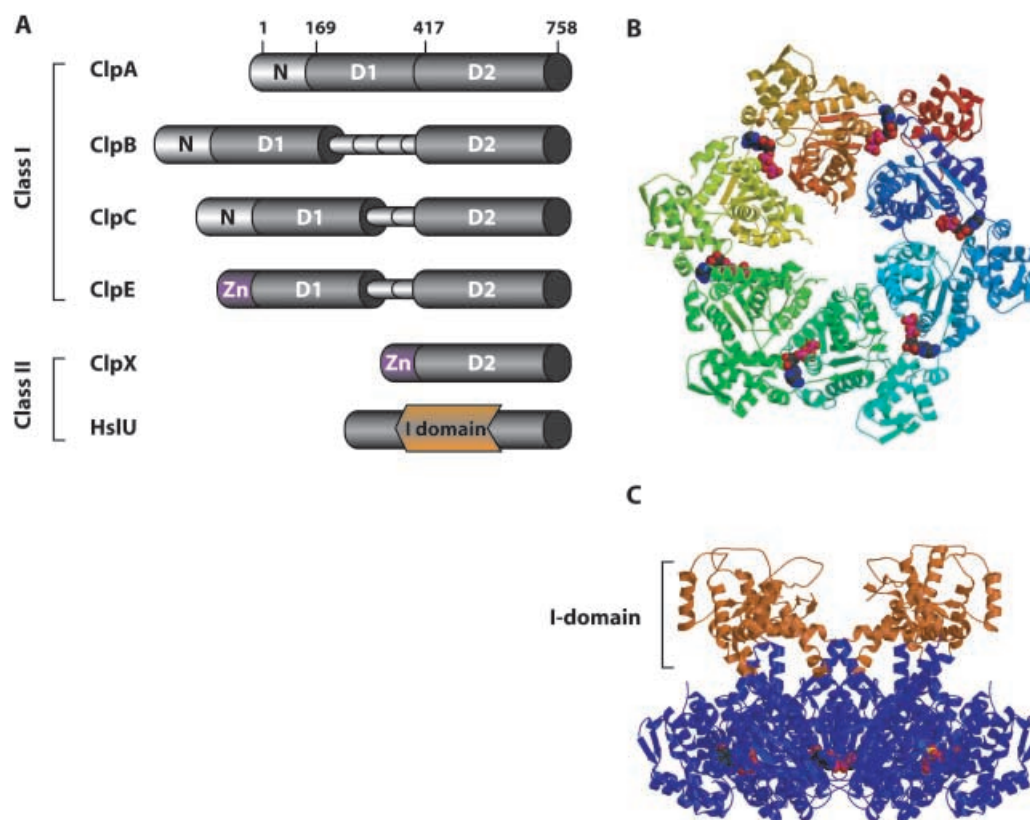 A
1 169 417 758
Class I
ClpA N D1 D2
ClpB N D1 D2
ClpC N D1 D2
ClpE Zn D1 D2
Class II
ClpX Zn D2
HslU I domain
B
C
I-domain